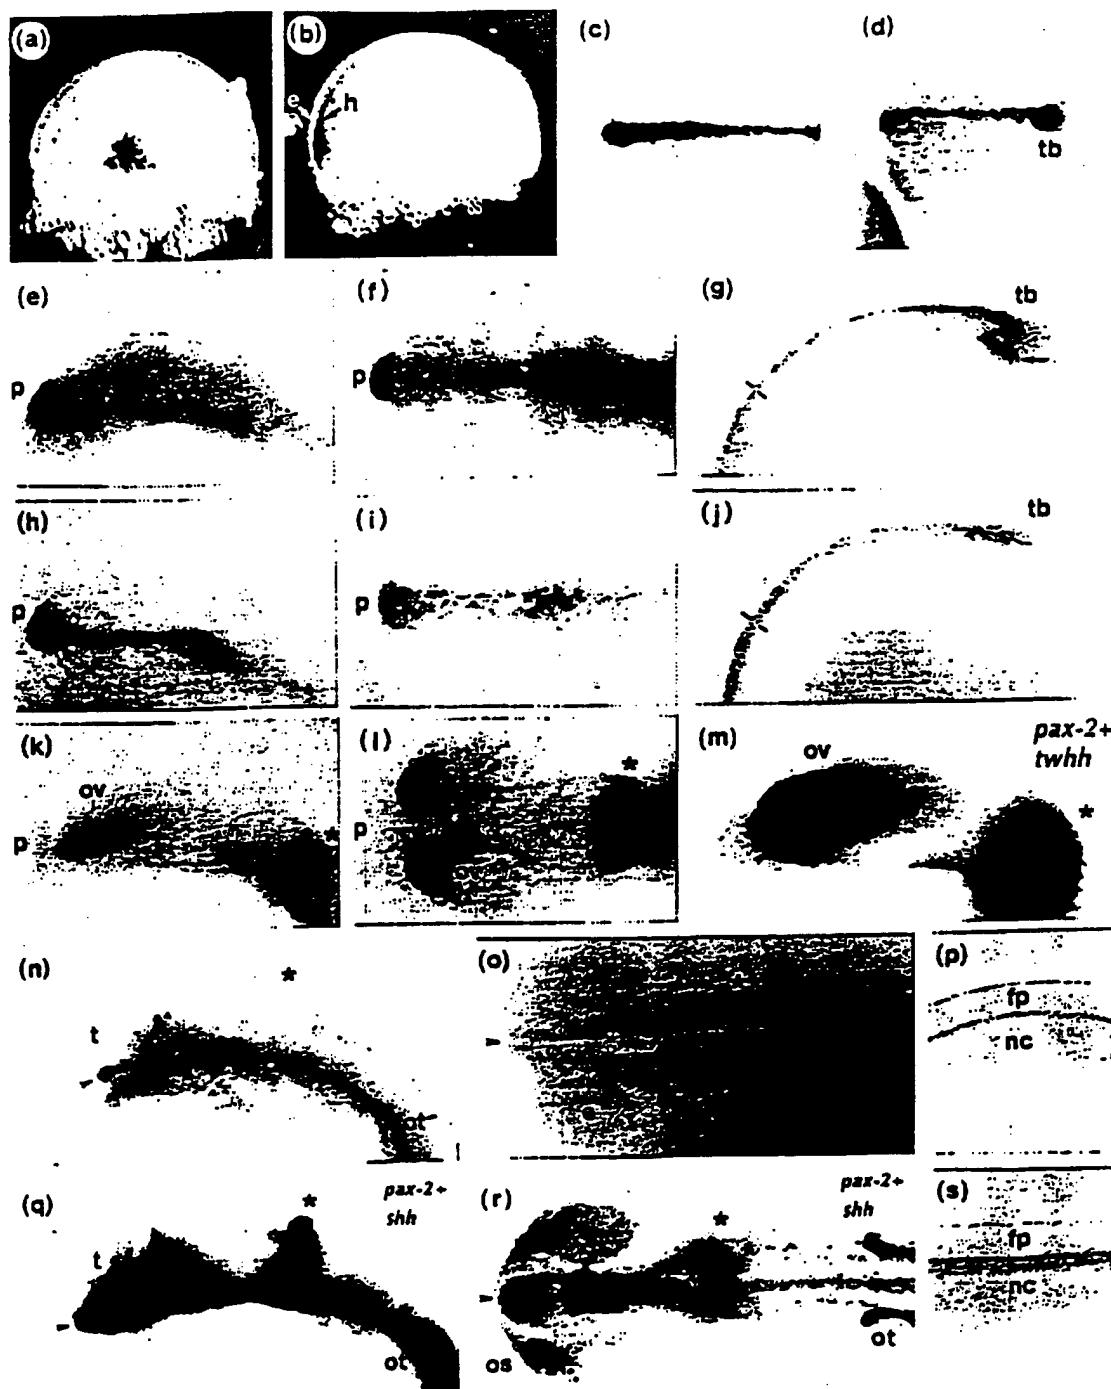 (a)
(b)
e
h
(c)
(d)
tb
(e)
p
(f)
p
(g)
tb
(h)
p
(i)
p
(j)
tb
(k)
ov
p
*
(l)
*
p
ov
(m)
ov
pax-2+
twhh
*
(n)
*
t
ot
(o)
(p)
fp
nc
(q)
pax-2+
shh
*
t
ot
(r)
pax-2+
shh
*
os
ot
(s)
fp
nc